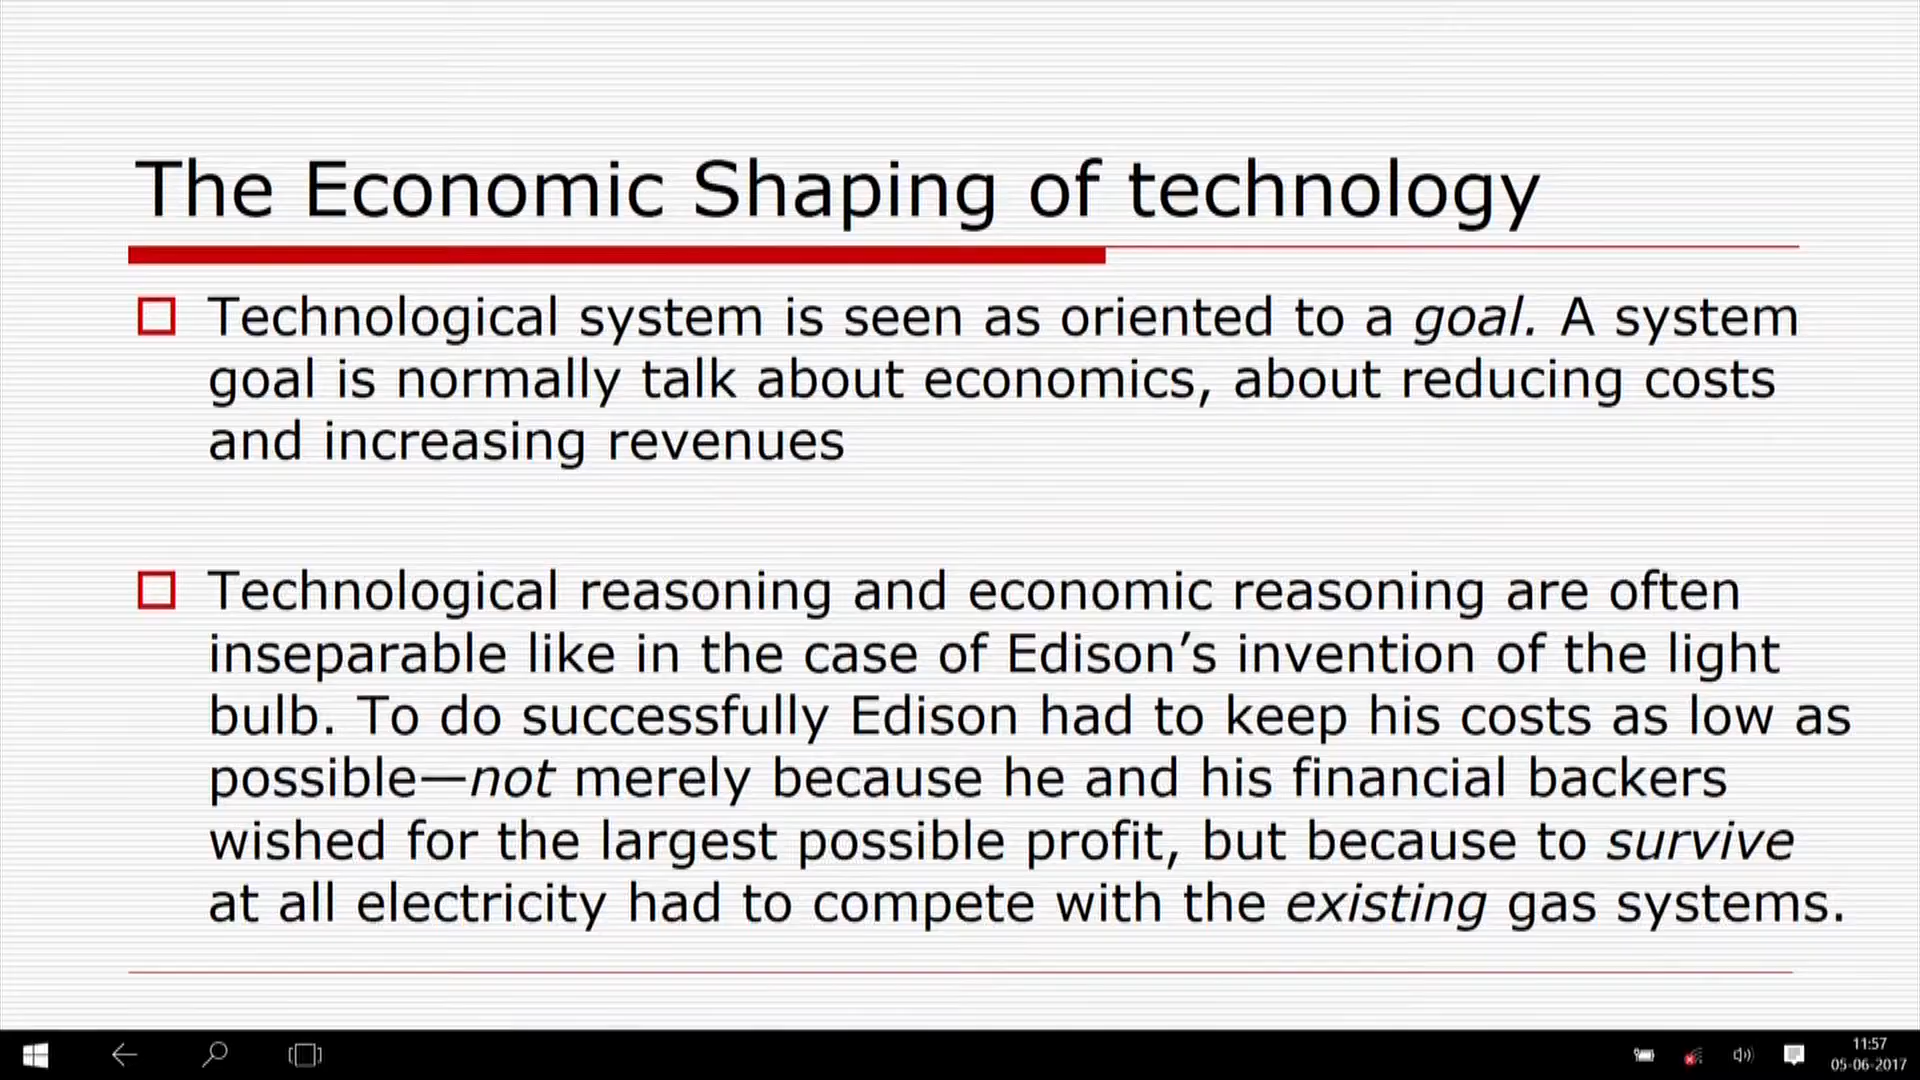 The Economic Shaping of technology
Technological system is seen as oriented to a goal. A system
goal is normally talk about economics, about reducing costs
and increasing revenues
Technological reasoning and economic reasoning are often
inseparable like in the case of Edison’s invention of the light
bulb. To do successfully Edison had to keep his costs as low as
possible—not merely because he and his financial backers
wished for the largest possible profit, but because to survive
at all electricity had to compete with the existing gas systems.
11:57
05-06-2017